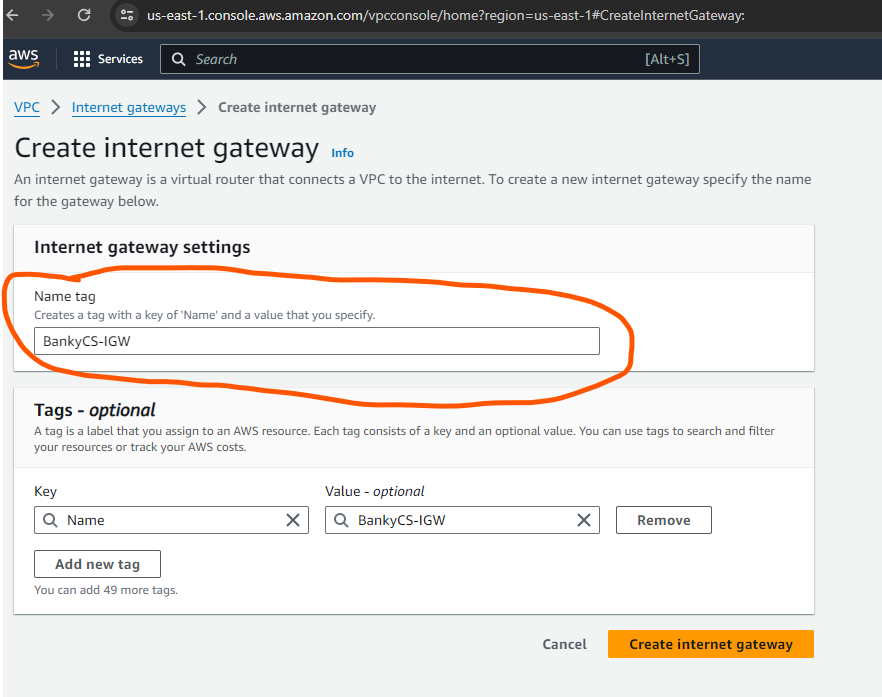 us-east-1.console.aws.amazon.com/vpcconsole/home?region=us-east-1#CreateInternetGateway:
aws Services Search [Alt+S]
VPC > Internet gateways > Create internet gateway
Create internet gateway Info
An internet gateway is a virtual router that connects a VPC to the internet. To create a new internet gateway specify the name
for the gateway below.
Internet gateway settings
Name tag
Creates a tag with a key of 'Name' and a value that you specify.
BankyCS-IGW
Tags - optional
A tag is a label that you assign to an AWS resource. Each tag consists of a key and an optional value. You can use tags to search and filter
your resources or track your AWS costs.
Key Value - optional
Name BankyCS-IGW Remove
Add new tag
You can add 49 more tags.
Cancel Create internet gateway